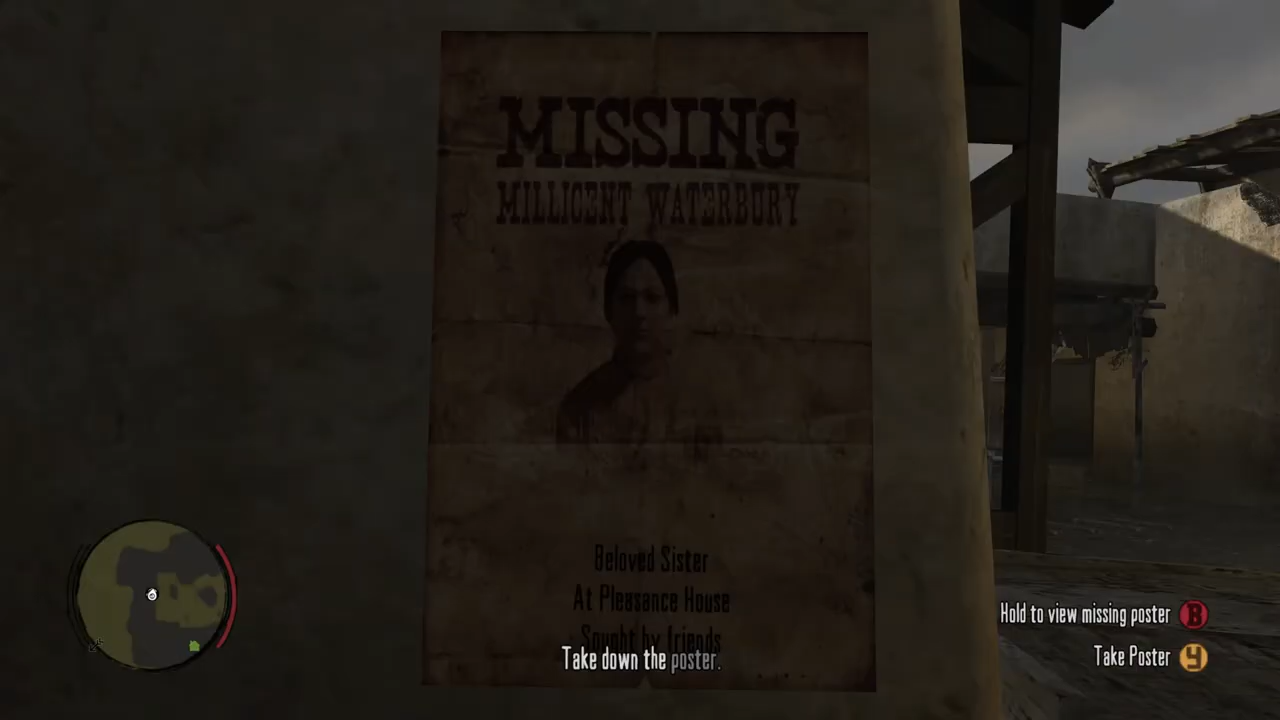 MISSING
MILLICENT WATERBURY
Beloved Sister
At Pleasance House
Sought by friends
Take down the poster.
Hold to view missing poster B
Take Poster Y